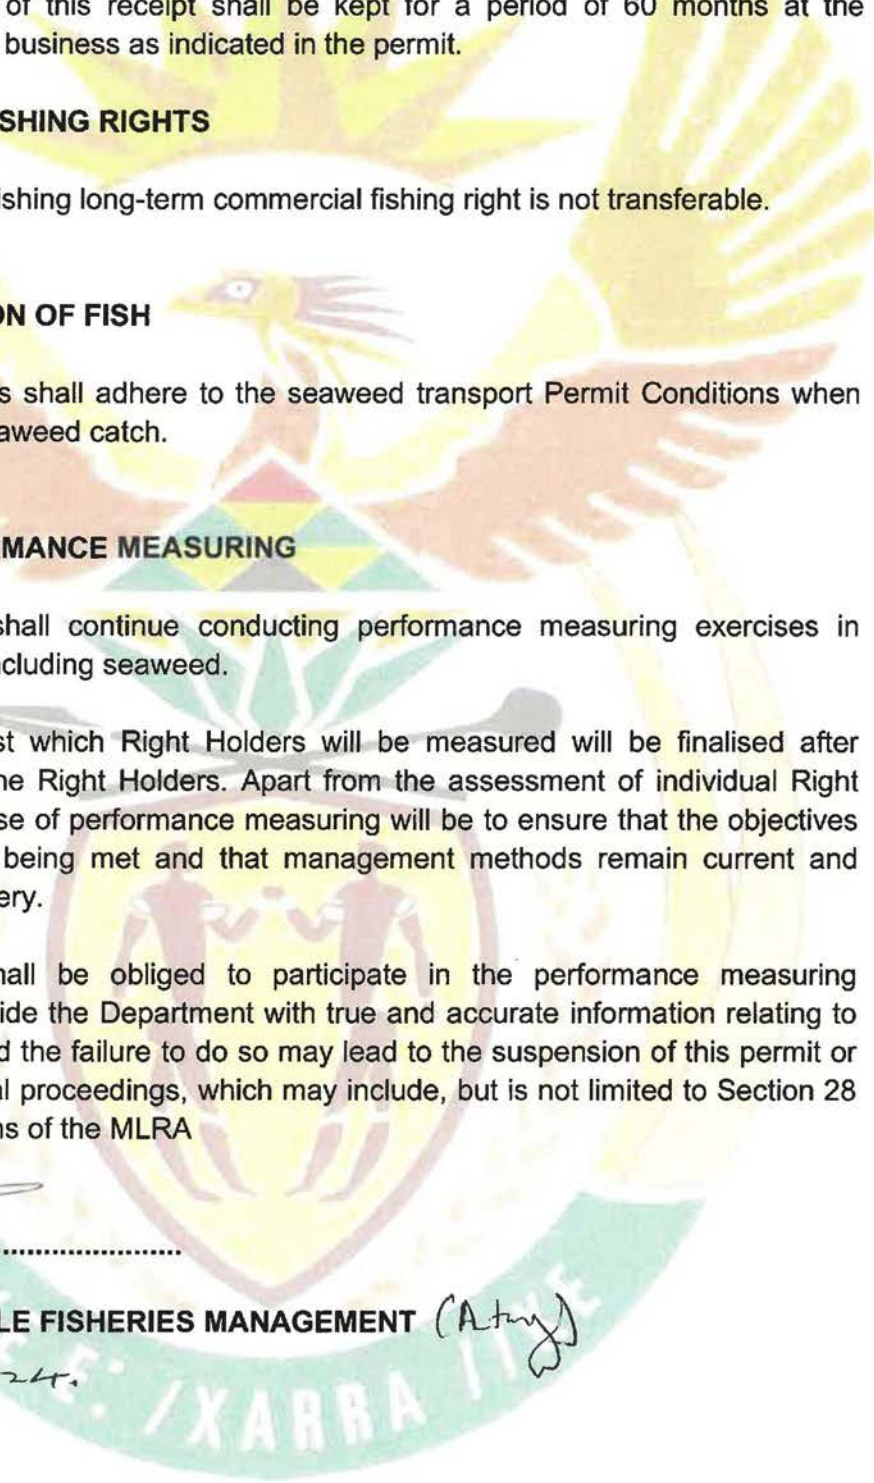 of this receipt shall be kept for a period of 60 months at the
business as indicated in the permit.
SHING RIGHTS
ishing long-term commercial fishing right is not transferable.
ON OF FISH
s shall adhere to the seaweed transport Permit Conditions when
aweed catch.
MANCE MEASURING
shall continue conducting performance measuring exercises in
ncluding seaweed.
st which Right Holders will be measured will be finalised after
ne Right Holders. Apart from the assessment of individual Right
se of performance measuring will be to ensure that the objectives
being met and that management methods remain current and
ery.
hall be obliged to participate in the performance measuring
ide the Department with true and accurate information relating to
d the failure to do so may lead to the suspension of this permit or
al proceedings, which may include, but is not limited to Section 28
ns of the MLRA
........................
LE FISHERIES MANAGEMENT
24.
E: /XARRA //KE